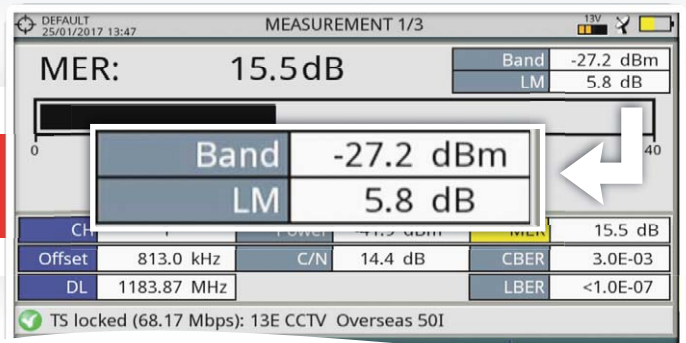 DEFAULT
25/01/2017 13:47
MEASUREMENT 1/3
13V
MER: 15.5dB
Band -27.2 dBm
LM 5.8 dB
0 40
Band -27.2 dBm
LM 5.8 dB
CH MER 15.5 dB
Offset 813.0 kHz C/N 14.4 dB CBER 3.0E-03
DL 1183.87 MHz LBER <1.0E-07
TS locked (68.17 Mbps): 13E CCTV Overseas 50I